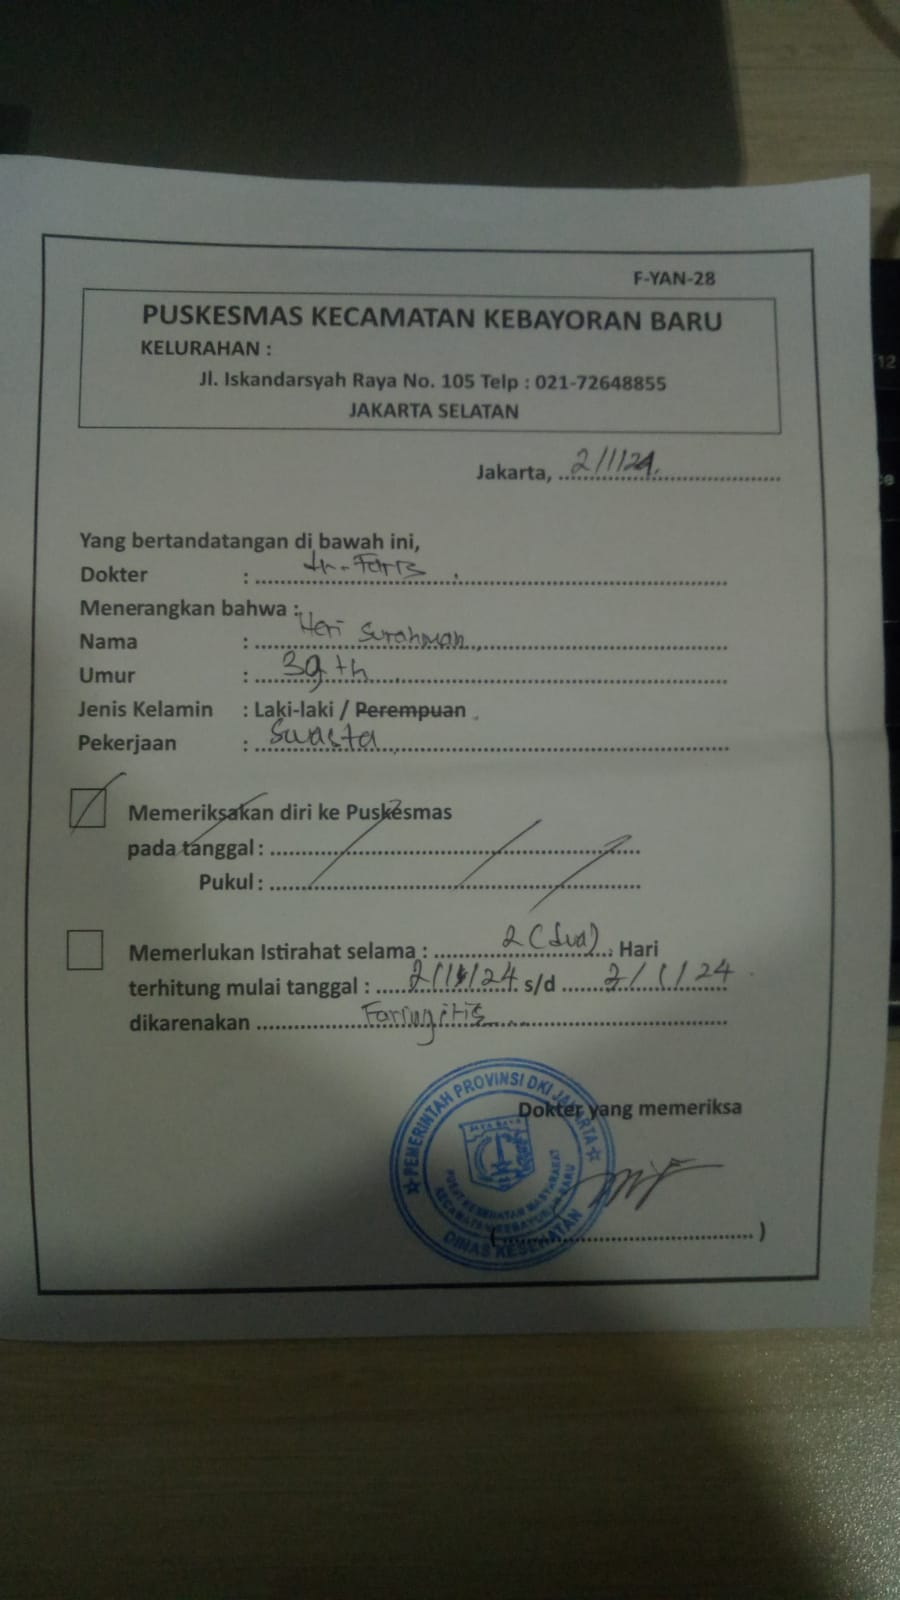 F-YAN-28
PUSKESMAS KECAMATAN KEBAYORAN BARU
KELURAHAN :
Jl. Iskandarsyah Raya No. 105 Telp : 021-72648855
JAKARTA SELATAN
Jakarta, 2/1/24.
Yang bertandatangan di bawah ini,
Dokter : dr. Faris
Menerangkan bahwa :
Nama : Heri Surahman
Umur : 39 th
Jenis Kelamin : Laki-laki / Perempuan
Pekerjaan : Swasta
Memeriksakan diri ke Puskesmas
pada tanggal :
Pukul :
Memerlukan Istirahat selama : 2 (dua) Hari
terhitung mulai tanggal : 2/1/24 s/d 3/1/24
dikarenakan Faringitis
Dokter yang memeriksa
PEMERINTAH PROVINSI DKI JAKARTA
JAYA RAYA
PUSAT KESEHATAN MASYARAKAT
KECAMATAN KEBAYORAN BARU
DINAS KESEHATAN
12